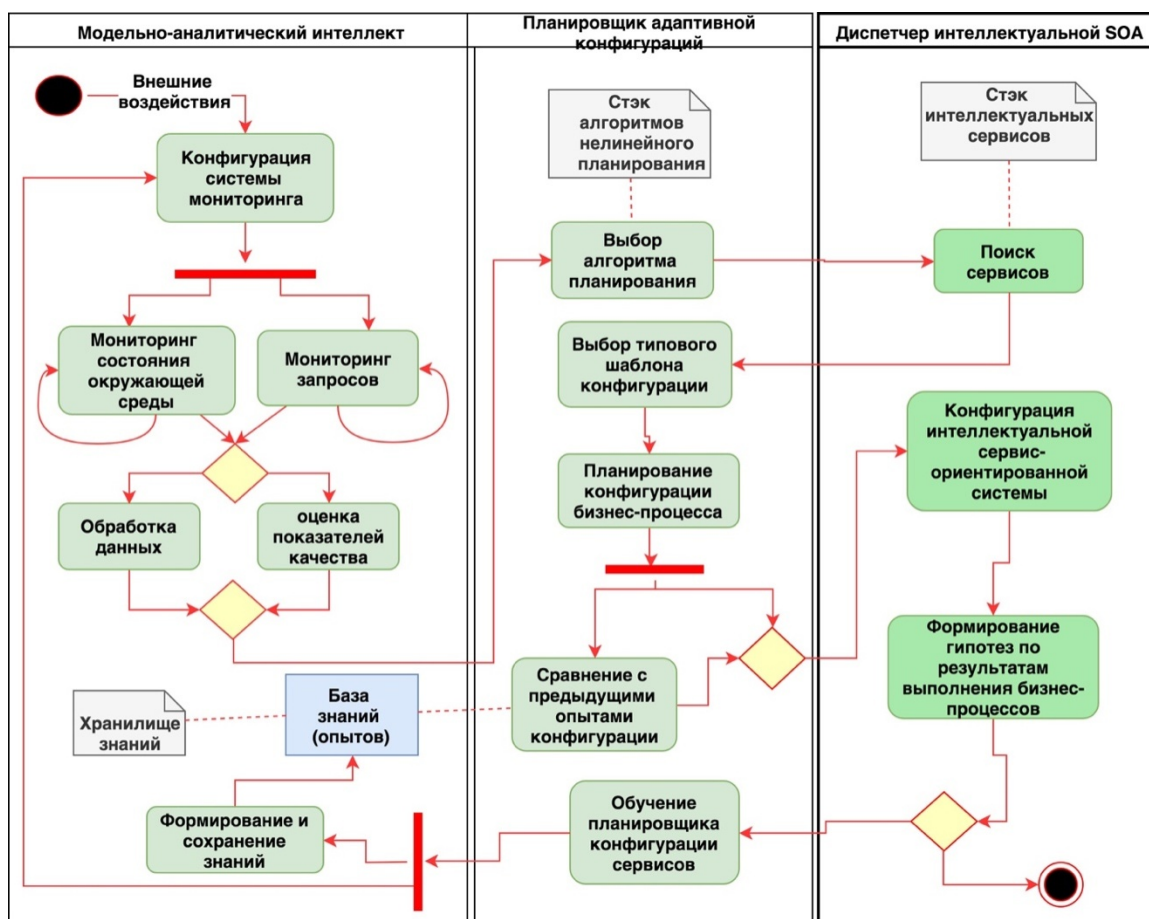 Модельно-аналитический интеллект
Планировщик адаптивной
конфигураций
Диспетчер интеллектуальной SOA
Внешние
воздействия
Конфигурация
системы
мониторинга
Мониторинг
состояния
окружающей
среды
Мониторинг
запросов
Обработка
данных
оценка
показателей
качества
Хранилище
знаний
База
знаний
(опытов)
Формирование и
сохранение
знаний
Стэк
алгоритмов
нелинейного
планирования
Выбор
алгоритма
планирования
Выбор типового
шаблона
конфигурации
Планирование
конфигурации
бизнес-процесса
Сравнение с
предыдущими
опытами
конфигурации
Обучение
планировщика
конфигурации
сервисов
Стэк
интеллектуальных
сервисов
Поиск
сервисов
Конфигурация
интеллектуальной
сервис-
ориентированной
системы
Формирование
гипотез по
результатам
выполнения бизнес-
процессов